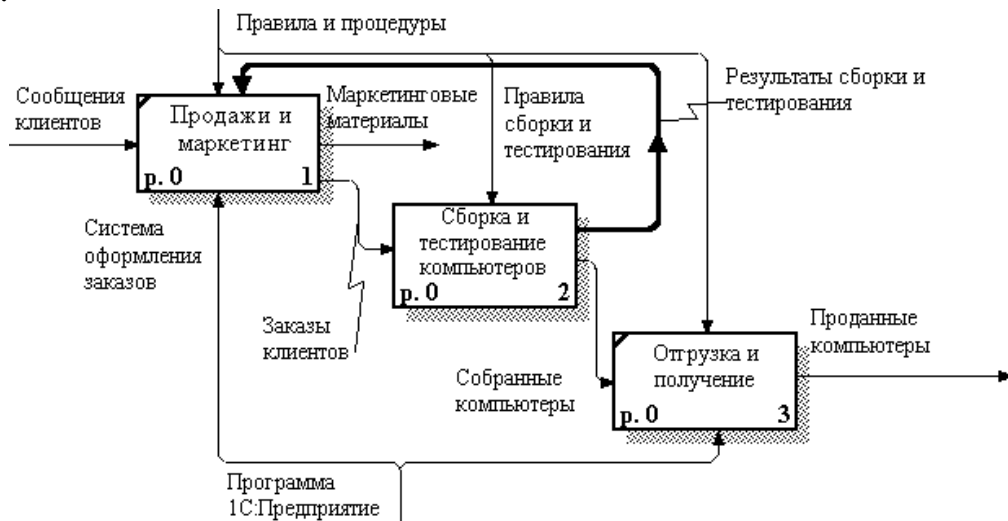 Правила и процедуры
Сообщения
клиентов
Продажи и
маркетинг
р. 0 1
Маркетинговые
материалы
Правила
сборки и
тестирования
Результаты сборки и
тестирования
Система
оформления
заказов
Сборка и
тестирование
компьютеров
р. 0 2
Заказы
клиентов
Собранные
компьютеры
Отгрузка и
получение
р. 0 3
Проданные
компьютеры
Программа
1С:Предприятие